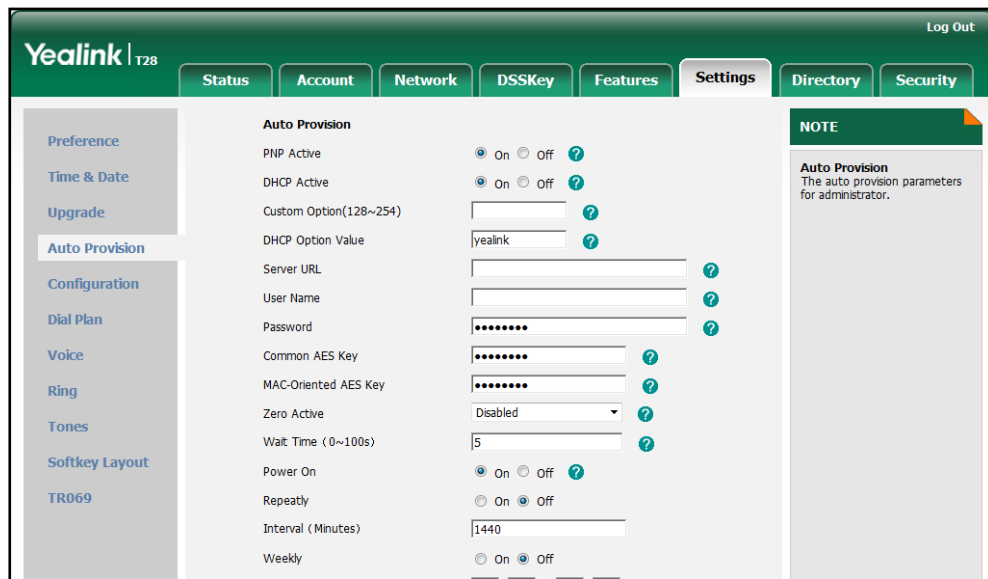 Log Out
Yealink T28
Status Account Network DSSKey Features Settings Directory Security
Preference
Time & Date
Upgrade
Auto Provision
Configuration
Dial Plan
Voice
Ring
Tones
Softkey Layout
TR069
Auto Provision
PNP Active On Off ?
DHCP Active On Off ?
Custom Option(128~254) ?
DHCP Option Value yealink ?
Server URL ?
User Name ?
Password •••••••• ?
Common AES Key •••••••• ?
MAC-Oriented AES Key •••••••• ?
Zero Active Disabled ?
Wait Time (0~100s) 5 ?
Power On On Off ?
Repeatly On Off
Interval (Minutes) 1440
Weekly On Off
NOTE
Auto Provision
The auto provision parameters
for administrator.